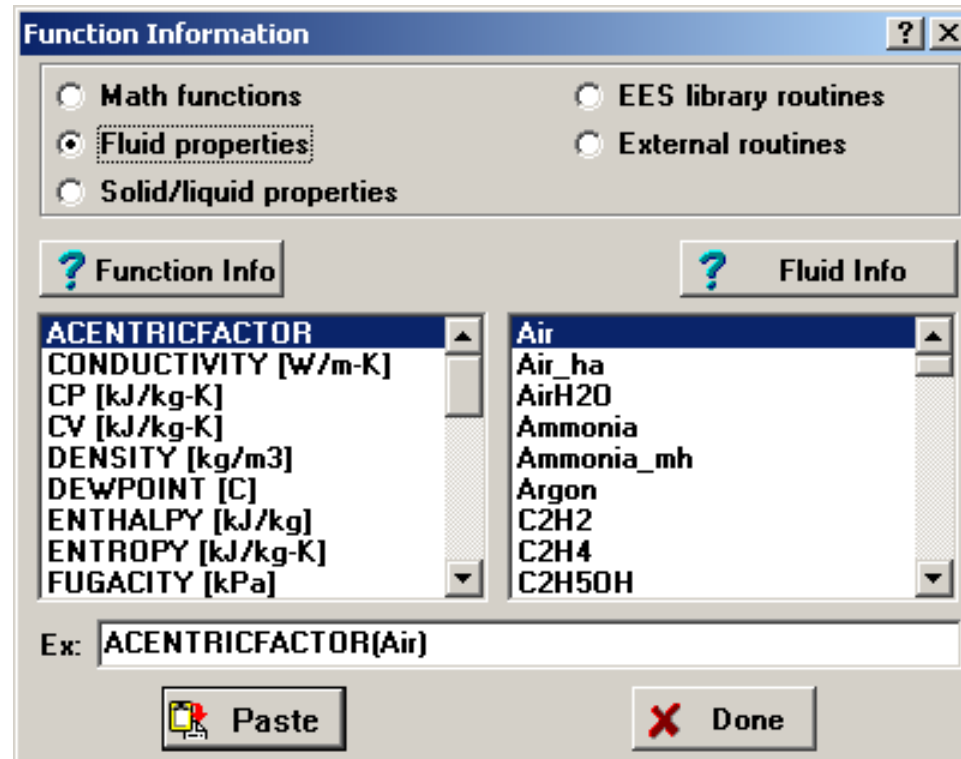 Function Information
Math functions
Fluid properties
Solid/liquid properties
EES library routines
External routines
? Function Info
? Fluid Info
ACENTRICFACTOR
CONDUCTIVITY [W/m-K]
CP [kJ/kg-K]
CV [kJ/kg-K]
DENSITY [kg/m3]
DEWPOINT [C]
ENTHALPY [kJ/kg]
ENTROPY [kJ/kg-K]
FUGACITY [kPa]
Air
Air_ha
AirH2O
Ammonia
Ammonia_mh
Argon
C2H2
C2H4
C2H5OH
Ex: ACENTRICFACTOR(Air)
Paste
Done